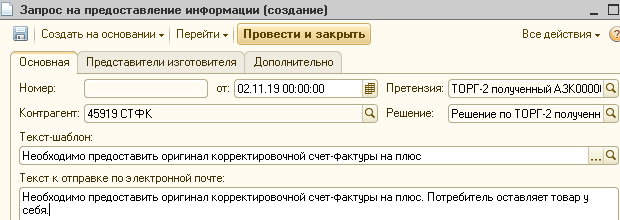 Запрос на предоставление информации (создание)
Создать на основании Перейти Провести и закрыть Все действия
Основная Представители изготовителя Дополнительно
Номер: от: 02.11.19 00:00:00 Претензия: ТОРГ-2 полученный АЗК0000
Контрагент: 45919 СТФК Решение: Решение по ТОРГ-2 полученн
Текст-шаблон:
Необходимо предоставить оригинал корректировочной счет-фактуры на плюс
Текст к отправке по электронной почте:
Необходимо предоставить оригинал корректировочной счет-фактуры на плюс. Потребитель оставляет товар у
себя.